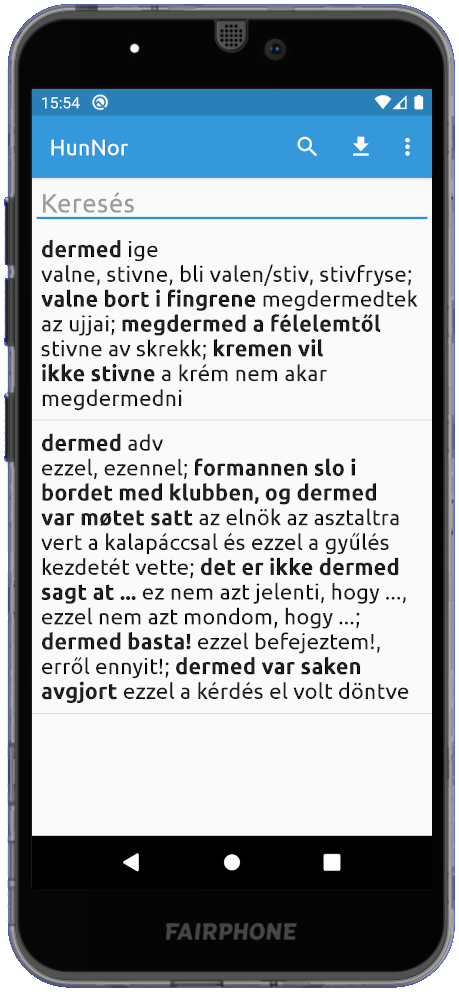 15:54
HunNor
Keresés
dermed ige
valne, stivne, bli valen/stiv, stivfryse;
valne bort i fingrene megdermedtek
az ujjai; megdermed a félelemtől
stivne av skrekk; kremen vil
ikke stivne a krém nem akar
megdermedni
dermed adv
ezzel, ezennel; formannen slo i
bordet med klubben, og dermed
var møtet satt az elnök az asztaltra
vert a kalapáccsal és ezzel a gyűlés
kezdetét vette; det er ikke dermed
sagt at ... ez nem azt jelenti, hogy ...,
ezzel nem azt mondom, hogy ...;
dermed basta! ezzel befejeztem!,
erről ennyit!; dermed var saken
avgjort ezzel a kérdés el volt döntve
FAIRPHONE